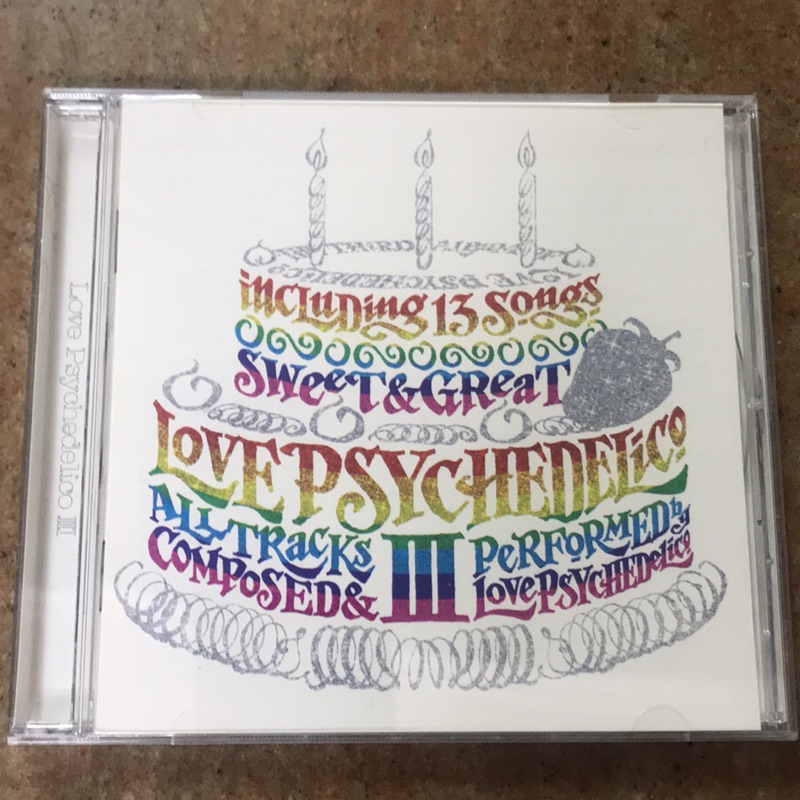 THIRD ALBUM OF
LOVE PSYCHEDELICO
including 13 Songs
SWeeT & GReaT
LOVE PSYCHEDELiCO
ALL TRacks
COMPOSED &
III
PeRFORMED by
LOVE PSYCHEDeLiCO
Love Psychedelico III